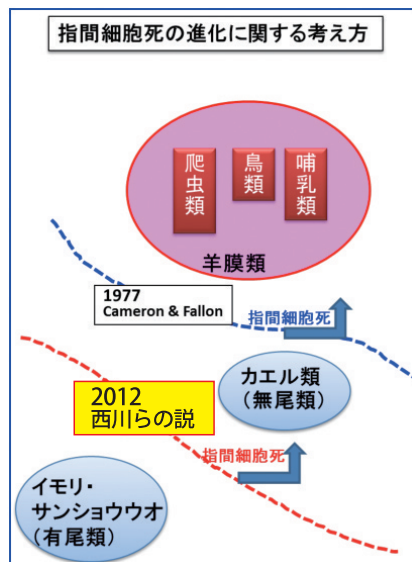 指間細胞死の進化に関する考え方
爬虫類
鳥類
哺乳類
羊膜類
1977
Cameron & Fallon
指間細胞死
カエル類
(無尾類)
2012
西川らの説
指間細胞死
イモリ・
サンショウウオ
(有尾類)